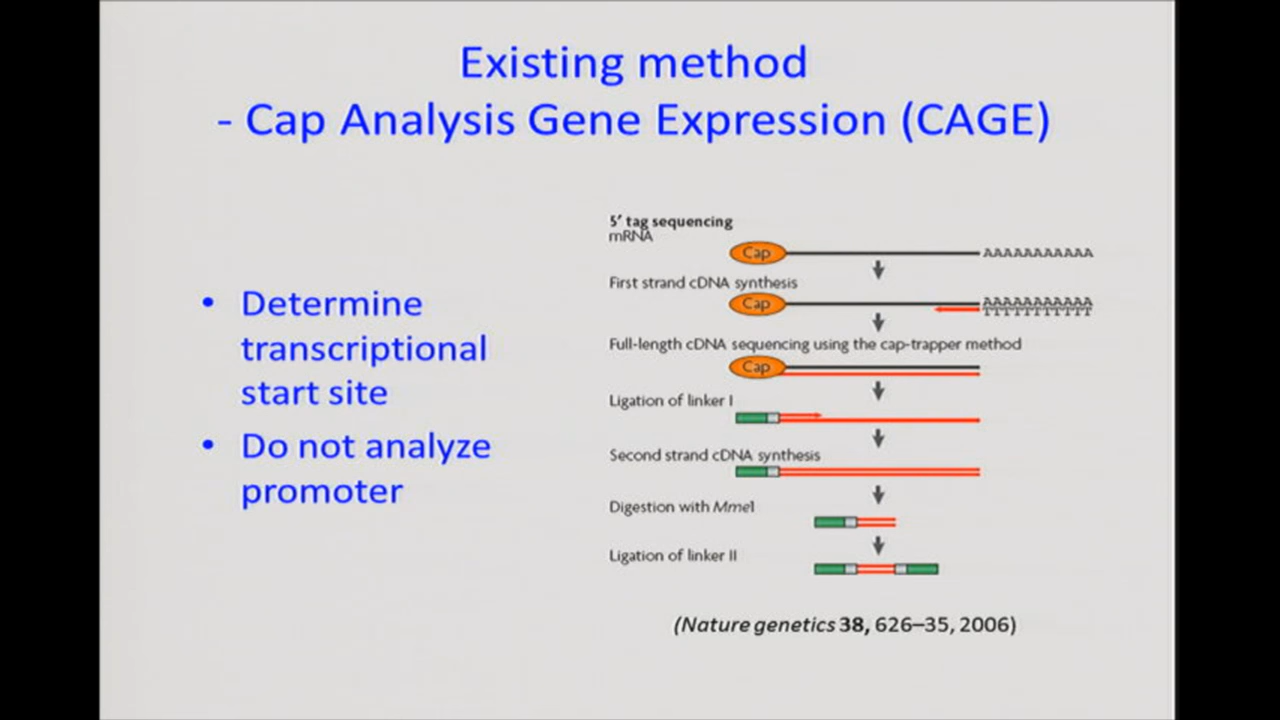 Existing method
- Cap Analysis Gene Expression (CAGE)
• Determine
transcriptional
start site
• Do not analyze
promoter
5′ tag sequencing
mRNA
Cap
AAAAAAAAAAA
First strand cDNA synthesis
Cap
AAAAAAAAAAA
TTTTTTTTTTT
Full-length cDNA sequencing using the cap-trapper method
Cap
Ligation of linker I
Second strand cDNA synthesis
Digestion with MmeI
Ligation of linker II
(Nature genetics 38, 626–35, 2006)